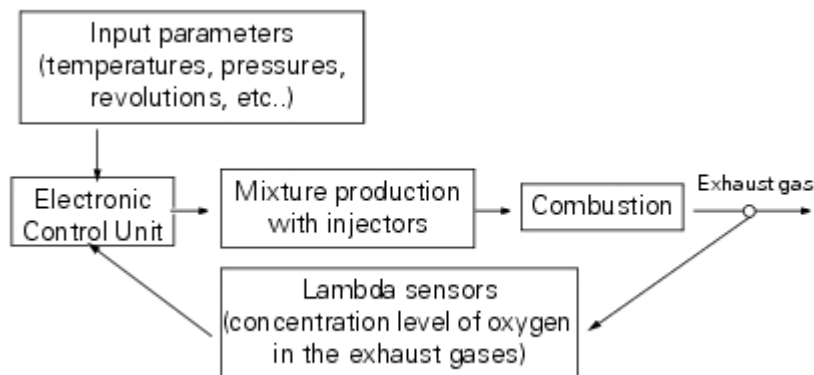 Input parameters
(temperatures, pressures,
revolutions, etc..)
Electronic
Control Unit
Mixture production
with injectors
Combustion
Exhaust gas
Lambda sensors
(concentration level of oxygen
in the exhaust gases)